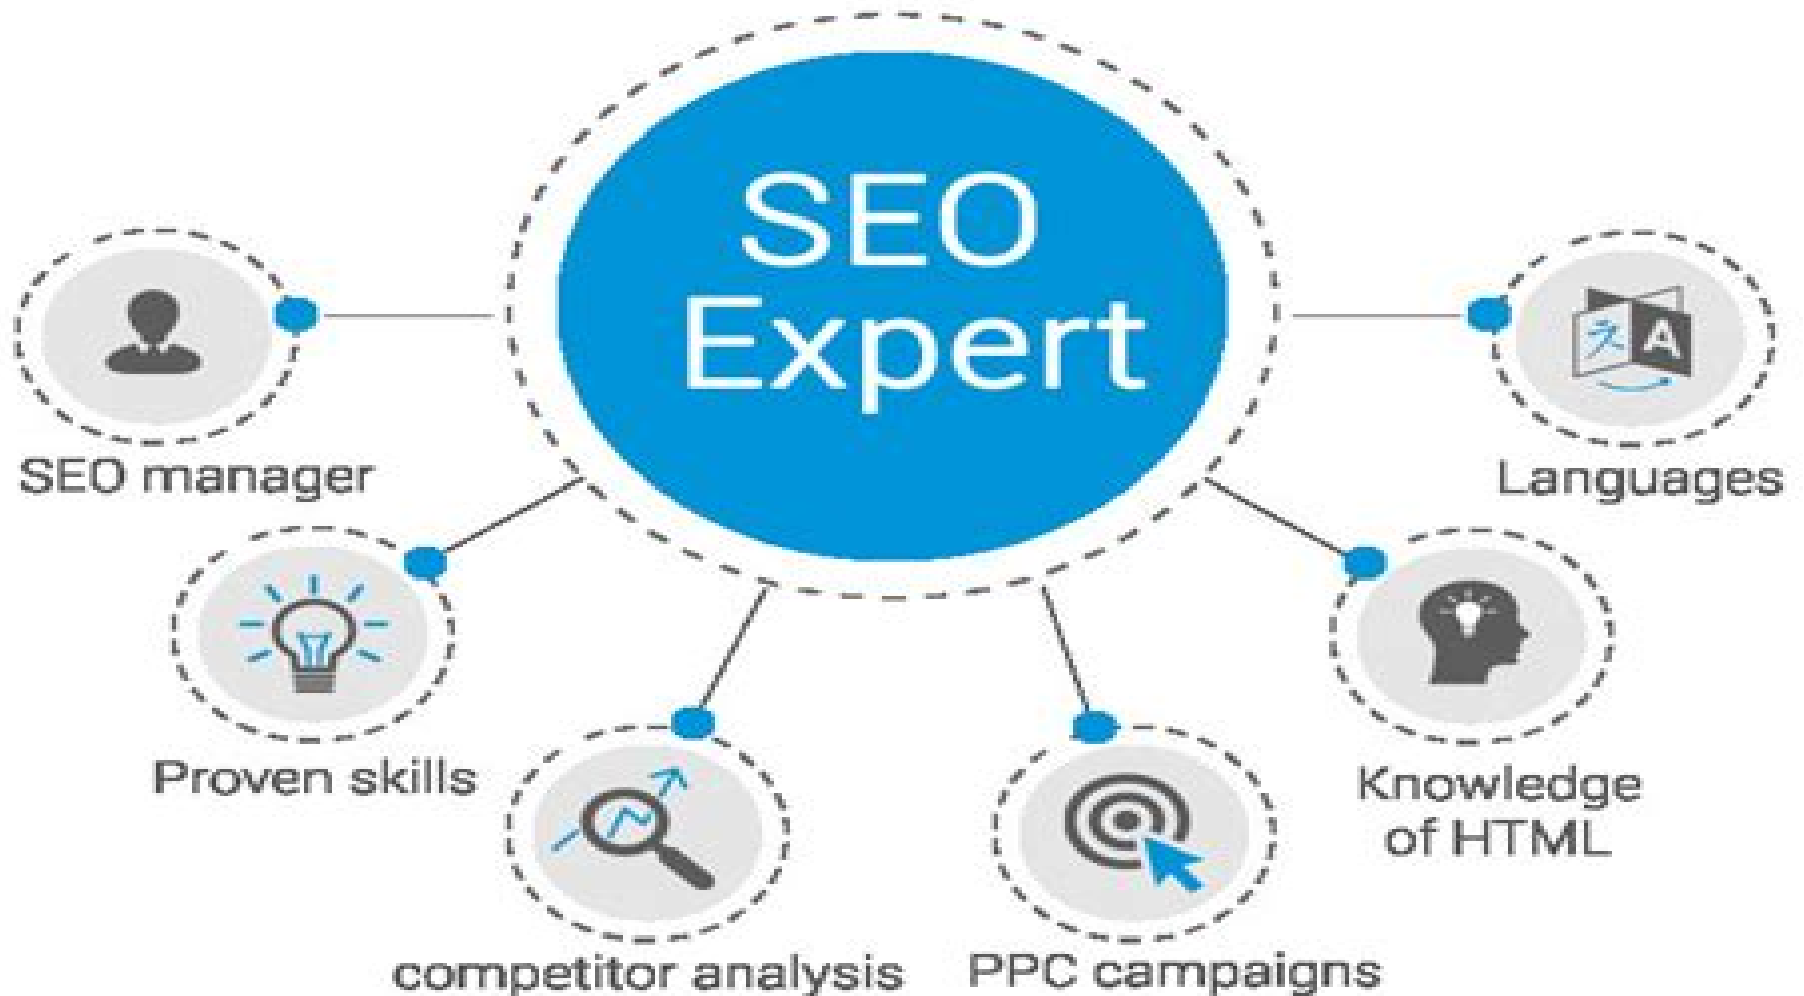 SEO
Expert
SEO manager
Languages
Proven skills
Knowledge
of HTML
competitor analysis
PPC campaigns
A